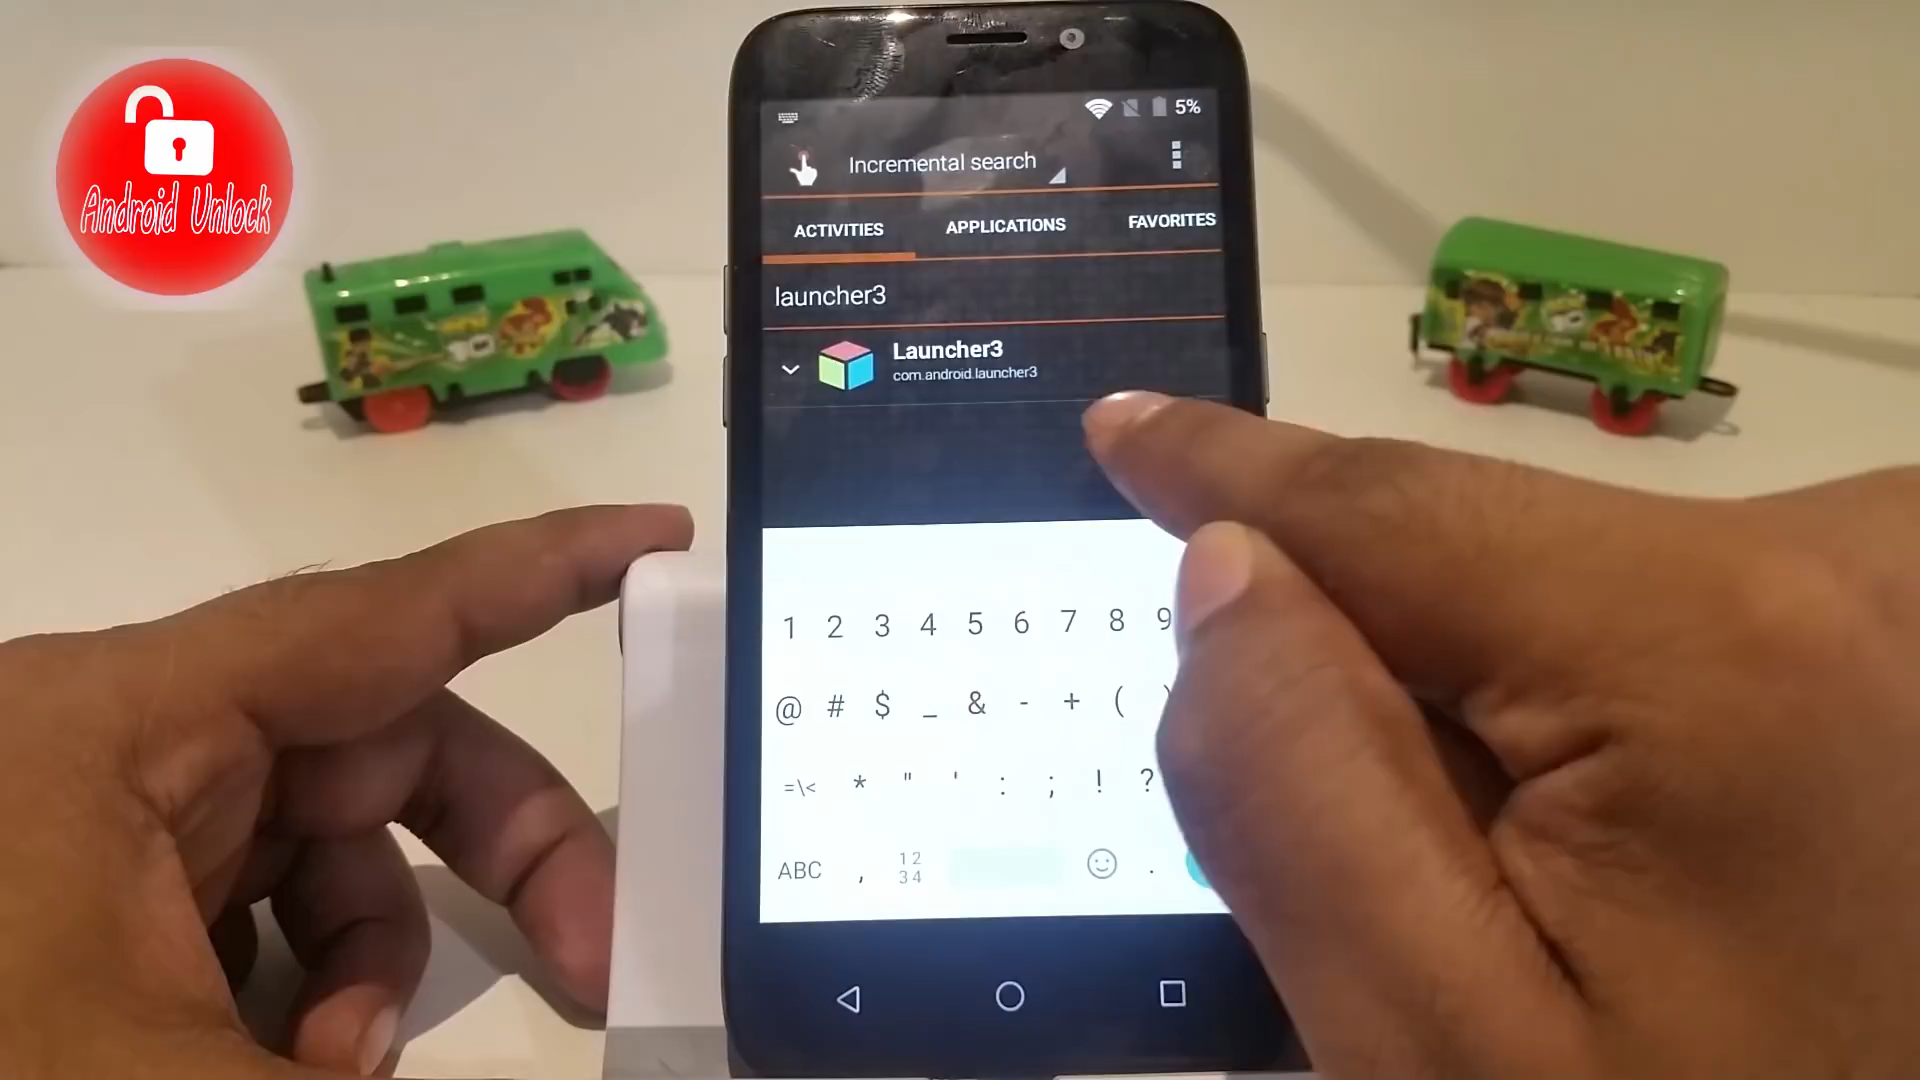 Android Unlock
5%
Incremental search
ACTIVITIES APPLICATIONS FAVORITES
launcher3
Launcher3
com.android.launcher3
1 2 3 4 5 6 7 8 9
@ # $ _ & - + ( )
=\< * " ' : ; ! ?
ABC , 12 34 .